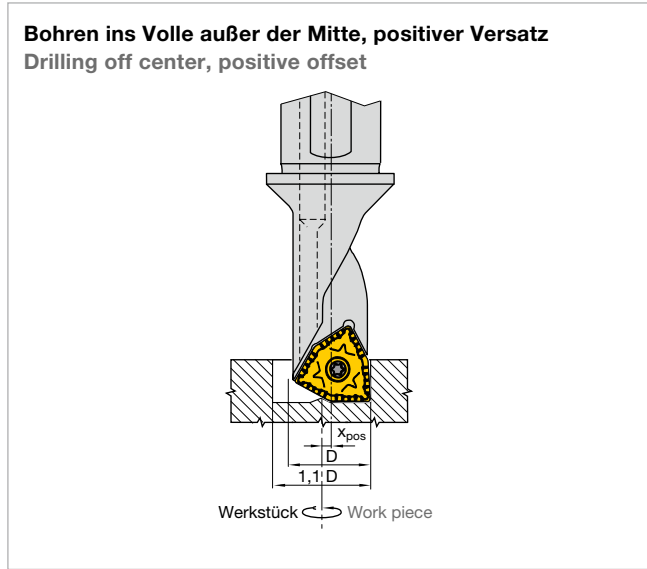 Bohren ins Volle außer der Mitte, positiver Versatz
Drilling off center, positive offset
xpos
D
1,1 D
Werkstück Work piece